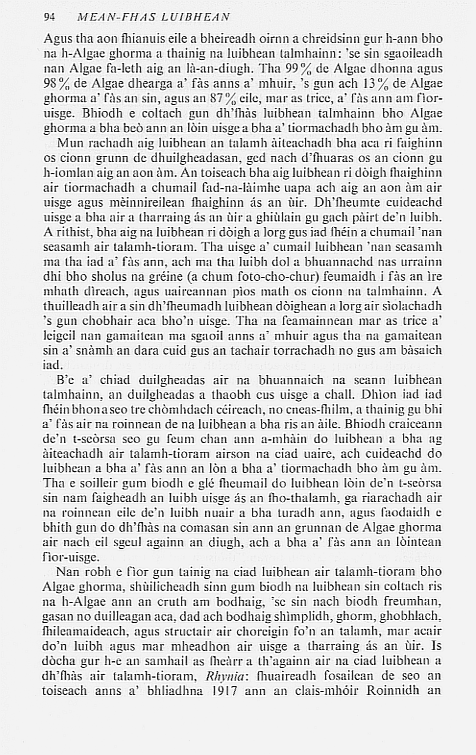 94 MEAN-FHAS LUIBHEAN
Agus tha aon fhianuis eile a bheireadh oirnn a chreidsinn gur h-ann bho
na h-Algae ghorma a thainig na luibhean talmhainn: 'se sin sgaoileadh
nan Algae fa-leth aig an là-an-diugh. Tha 99% de Algae dhonna agus
98% de Algae dhearga a' fàs anns a' mhuir, 's gun ach 13% de Algae
ghorma a' fàs an sin, agus an 87% eile, mar as trice, a' fàs ann am fìor-
uisge. Bhiodh e coltach gun dh'fhàs luibhean talmhainn bho Algae
ghorma a bha beò ann an lòin uisge a bha a' tiormachadh bho àm gu àm.
Mun rachadh aig luibhean an talamh àiteachadh bha aca ri faighinn
os cionn grunn de dhuilgheadasan, ged nach d'fhuaras os an cionn gu
h-iomlan aig an aon àm. An toiseach bha aig luibhean ri dòigh fhaighinn
air tiormachadh a chumail fad-na-làimhe uapa ach aig an aon àm air
uisge agus mèinnireilean fhaighinn ás an ùir. Dh'fheumte cuideachd
uisge a bha air a tharraing ás an ùir a ghiùlain gu gach pàirt de'n luibh.
A rithist, bha aig na luibhean ri dòigh a lorg gus iad fhéin a chumail 'nan
seasamh air talamh-tioram. Tha uisge a' cumail luibhean 'nan seasamh
ma tha iad a' fàs ann, ach ma tha luibh dol a bhuannachd nas urrainn
dhi bho sholus na gréine (a chum foto-cho-chur) feumaidh i fàs an ìre
mhath dìreach, agus uaireannan pìos math os cionn na talmhainn. A
thuilleadh air a sin dh'fheumadh luibhean dòighean a lorg air sìolachadh
's gun chobhair aca bho'n uisge. Tha na feamainnean mar as trice a'
leigeil nan gamaitean ma sgaoil anns a' mhuir agus tha na gamaitean
sin a' snàmh an dara cuid gus an tachair torrachadh no gus am bàsaich
iad.
B'e a' chiad duilgheadas air na bhuannaich na seann luibhean
talmhainn, an duilgheadas a thaobh cus uisge a chall. Dhìon iad iad
fhéin bhon a seo tre chòmhdach céireach, no cneas-fhilm, a thainig gu bhi
a' fàs air na roinnean de na luibhean a bha ris an àile. Bhiodh craiceann
de'n t-seòrsa seo gu feum chan ann a-mhàin do luibhean a bha ag
àiteachadh air talamh-tioram airson na ciad uaire, ach cuideachd do
luibhean a bha a' fàs ann an lòn a bha a' tiormachadh bho àm gu àm.
Tha e soilleir gum biodh e glé fheumail do luibhean lòin de'n t-seòrsa
sin nam faigheadh an luibh uisge ás an fho-thalamh, ga riarachadh air
na roinnean eile de'n luibh nuair a bha turadh ann, agus faodaidh e
bhith gun do dh'fhàs na comasan sin ann an grunnan de Algae ghorma
air nach eil sgeul againn an diugh, ach a bha a' fàs ann an lòintean
fìor-uisge.
Nan robh e fìor gun tainig na ciad luibhean air talamh-tioram bho
Algae ghorma, shùilicheadh sinn gum biodh na luibhean sin coltach ris
na h-Algae ann an cruth am bodhaig, 'se sin nach biodh freumhan,
gasan no duilleagan aca, dad ach bodhaig shìmplidh, ghorm, ghobhlach,
fhileamaideach, agus structair air choreigin fo'n an talamh, mar acair
do'n luibh agus mar mheadhon air uisge a tharraing ás an ùir. Is
dòcha gur h-e an samhail as fheàrr a th'againn air na ciad luibhean a
dh'fhàs air talamh-tioram, Rhynia: fhuaireadh fosailean de seo an
toiseach anns a' bhliadhna 1917 ann an clais-mhóir Roinnidh an